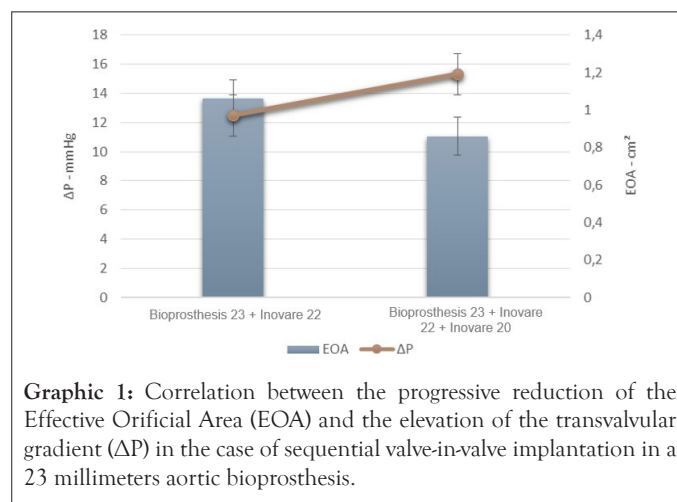 18
16
14
12
10
8
6
4
2
0
ΔP - mmHg
1,4
1,2
1
0,8
0,6
0,4
0,2
0
EOA - cm²
Bioprosthesis 23 + Inovare 22
Bioprosthesis 23 + Inovare
22 + Inovare 20
EOA
ΔP
Graphic 1: Correlation between the progressive reduction of the
Effective Orificial Area (EOA) and the elevation of the transvalvular
gradient (ΔP) in the case of sequential valve-in-valve implantation in a
23 millimeters aortic bioprosthesis.